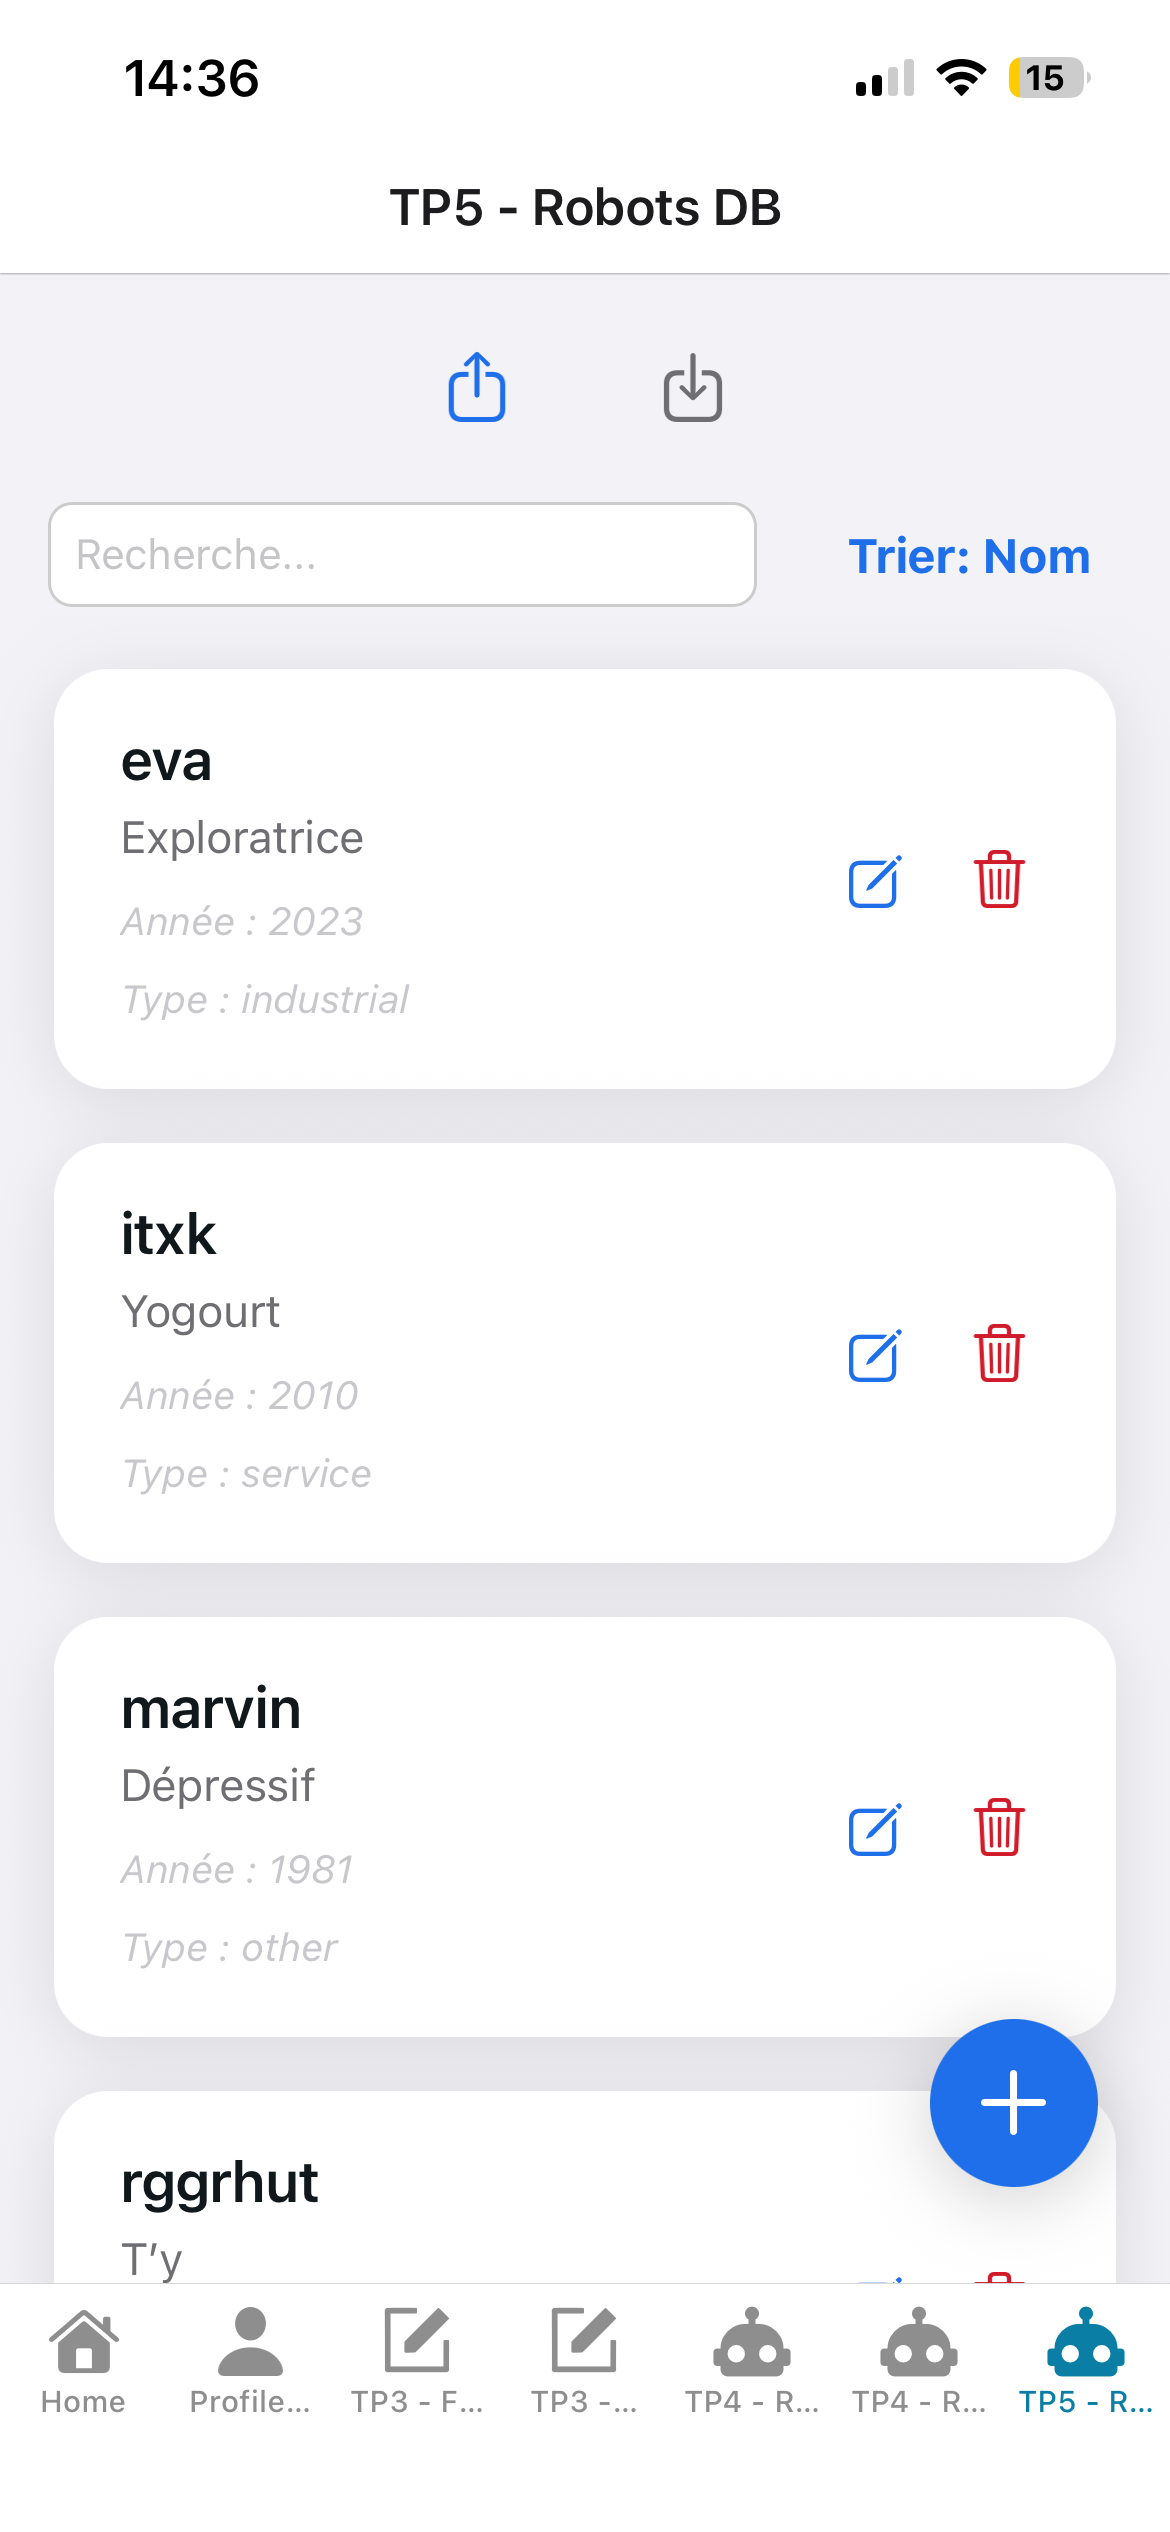 14:36
15
TP5 - Robots DB
Recherche...
Trier: Nom
eva
Exploratrice
Année : 2023
Type : industrial
itxk
Yogourt
Année : 2010
Type : service
marvin
Dépressif
Année : 1981
Type : other
rggrhut
T’y
Home
Profile...
TP3 - F...
TP3 -...
TP4 - R...
TP4 - R...
TP5 - R...